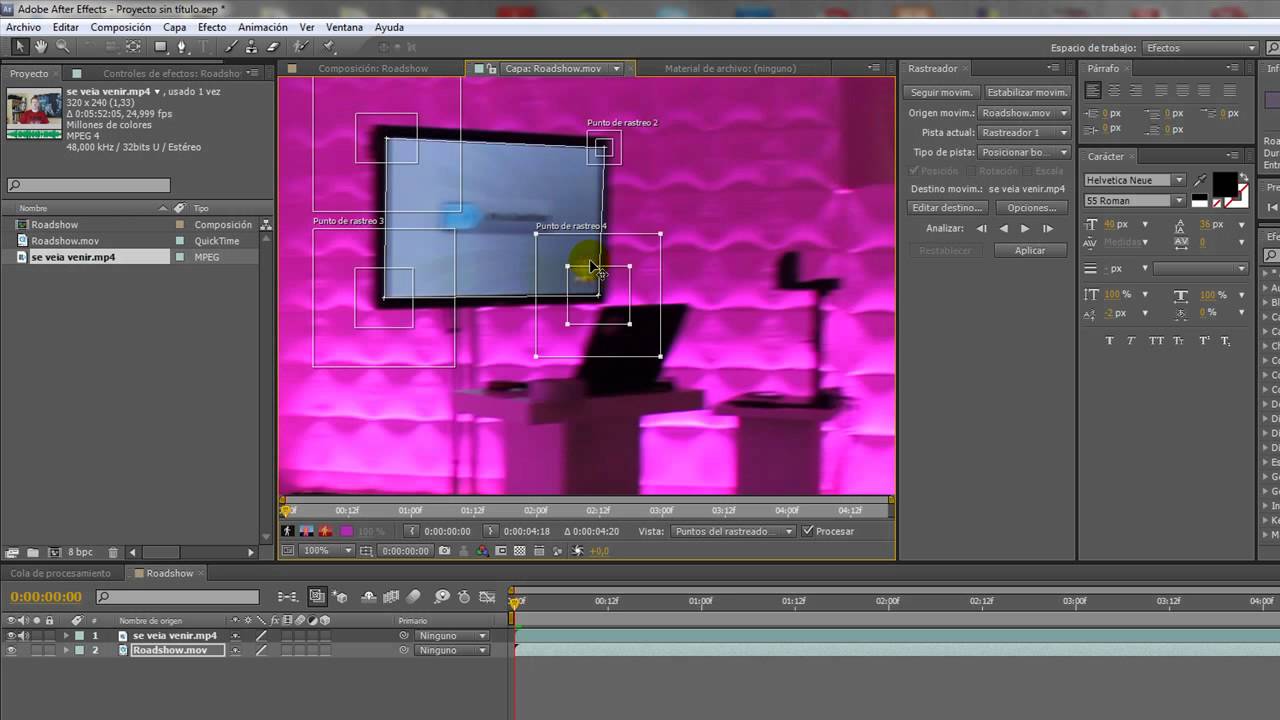 Adobe After Effects - Proyecto sin título.aep *
Archivo Editar Composición Capa Efecto Animación Ver Ventana Ayuda
Espacio de trabajo: Efectos
Proyecto Controles de efectos: Roadsho
se veia venir.mp4 , usado 1 vez
320 x 240 (1,33)
Δ 0:05:52:05, 24,999 fps
Millones de colores
MPEG 4
48,000 kHz / 32bits U / Estéreo
Nombre Tipo
Roadshow Composición
Roadshow.mov QuickTime
se veia venir.mp4 MPEG
8 bpc
Composición: Roadshow Capa: Roadshow.mov Material de archivo: (ninguno)
Punto de rastreo 2
Punto de rastreo 3
Punto de rastreo 4
00:12f 01:00f 01:12f 02:00f 02:12f 03:00f 03:12f 04:00f 04:12f
100 % 0:00:00:00 0:00:04:18 Δ 0:00:04:20 Vista: Puntos del rastreado... Procesar
100% 0:00:00:00 +0,0
Rastreador
Seguir movim. Estabilizar movim.
Origen movim.: Roadshow.mov
Pista actual: Rastreador 1
Tipo de pista: Posicionar bo...
Posición Rotación Escala
Destino movim.: se veia venir.mp4
Editar destino... Opciones...
Analizar:
Restablecer Aplicar
Párrafo
0 px 0 px
0 px 0 px
0 px
Carácter
Helvetica Neue
55 Roman
40 px 36 px
Medidas 0
- px
100 % 100 %
-2 px 0 %
T T TT Tr T¹ T₁
Cola de procesamiento Roadshow
0:00:00:00
Nombre de origen Primario
1 se veia venir.mp4 Ninguno
2 Roadshow.mov Ninguno
00:12f 01:00f 01:12f 02:00f 02:12f 03:00f 03:12f 04:00f